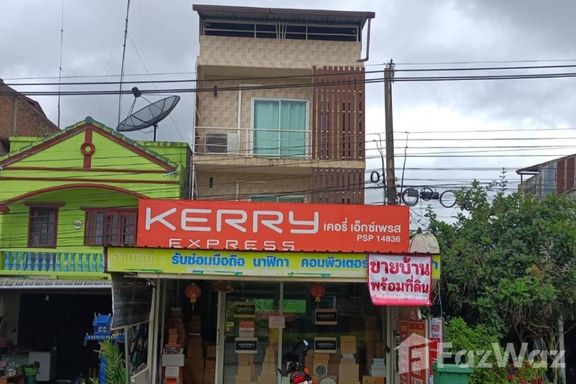 KERRY
EXPRESS
เคอรี่ เอ็กซ์เพรส
PSP 14836
รับซ่อมมือถือ นาฬิกา คอมพิวเตอร์
ขายบ้าน
พร้อมที่ดิน
FazWaz